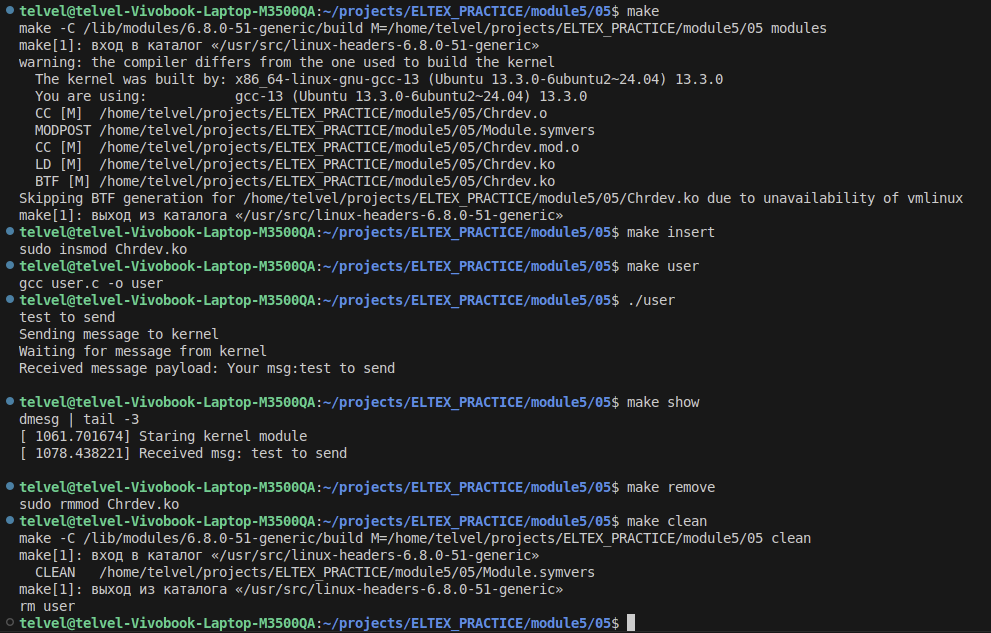 telvel@telvel-Vivobook-Laptop-M3500QA:~/projects/ELTEX_PRACTICE/module5/05$ make
make -C /lib/modules/6.8.0-51-generic/build M=/home/telvel/projects/ELTEX_PRACTICE/module5/05 modules
make[1]: вход в каталог «/usr/src/linux-headers-6.8.0-51-generic»
warning: the compiler differs from the one used to build the kernel
  The kernel was built by: x86_64-linux-gnu-gcc-13 (Ubuntu 13.3.0-6ubuntu2~24.04) 13.3.0
  You are using:           gcc-13 (Ubuntu 13.3.0-6ubuntu2~24.04) 13.3.0
  CC [M]  /home/telvel/projects/ELTEX_PRACTICE/module5/05/Chrdev.o
  MODPOST /home/telvel/projects/ELTEX_PRACTICE/module5/05/Module.symvers
  CC [M]  /home/telvel/projects/ELTEX_PRACTICE/module5/05/Chrdev.mod.o
  LD [M]  /home/telvel/projects/ELTEX_PRACTICE/module5/05/Chrdev.ko
  BTF [M] /home/telvel/projects/ELTEX_PRACTICE/module5/05/Chrdev.ko
Skipping BTF generation for /home/telvel/projects/ELTEX_PRACTICE/module5/05/Chrdev.ko due to unavailability of vmlinux
make[1]: выход из каталога «/usr/src/linux-headers-6.8.0-51-generic»
telvel@telvel-Vivobook-Laptop-M3500QA:~/projects/ELTEX_PRACTICE/module5/05$ make insert
sudo insmod Chrdev.ko
telvel@telvel-Vivobook-Laptop-M3500QA:~/projects/ELTEX_PRACTICE/module5/05$ make user
gcc user.c -o user
telvel@telvel-Vivobook-Laptop-M3500QA:~/projects/ELTEX_PRACTICE/module5/05$ ./user
test to send
Sending message to kernel
Waiting for message from kernel
Received message payload: Your msg:test to send
telvel@telvel-Vivobook-Laptop-M3500QA:~/projects/ELTEX_PRACTICE/module5/05$ make show
dmesg | tail -3
[ 1061.701674] Staring kernel module
[ 1078.438221] Received msg: test to send
telvel@telvel-Vivobook-Laptop-M3500QA:~/projects/ELTEX_PRACTICE/module5/05$ make remove
sudo rmmod Chrdev.ko
telvel@telvel-Vivobook-Laptop-M3500QA:~/projects/ELTEX_PRACTICE/module5/05$ make clean
make -C /lib/modules/6.8.0-51-generic/build M=/home/telvel/projects/ELTEX_PRACTICE/module5/05 clean
make[1]: вход в каталог «/usr/src/linux-headers-6.8.0-51-generic»
  CLEAN   /home/telvel/projects/ELTEX_PRACTICE/module5/05/Module.symvers
make[1]: выход из каталога «/usr/src/linux-headers-6.8.0-51-generic»
rm user
telvel@telvel-Vivobook-Laptop-M3500QA:~/projects/ELTEX_PRACTICE/module5/05$